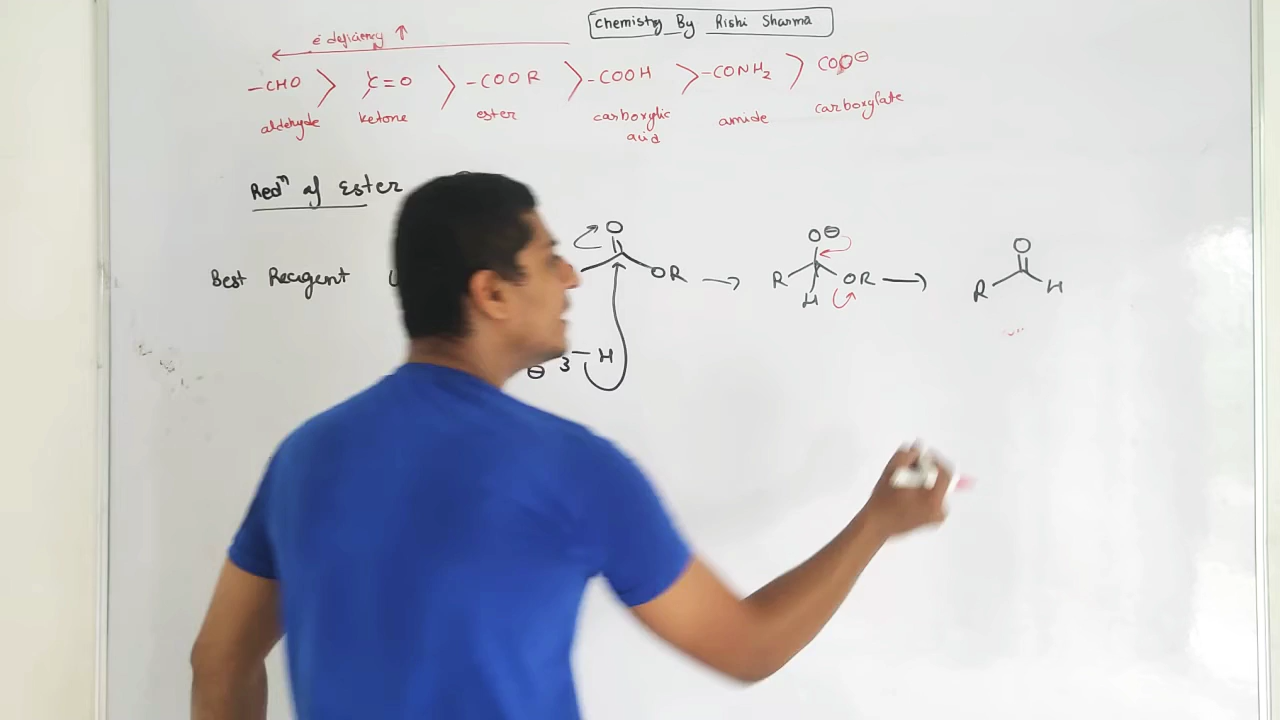 Chemistry By Rishi Sharma
e⁻ deficiency ↑
-CHO > C=O > -COOR > -COOH > -CONH₂ > COO⊖
aldehyde ketone ester carboxylic acid amide carboxylate
Redⁿ of Ester
Best Reagent
O
OR
3 - H
⊖
O⊖
R OR
H
O
R H